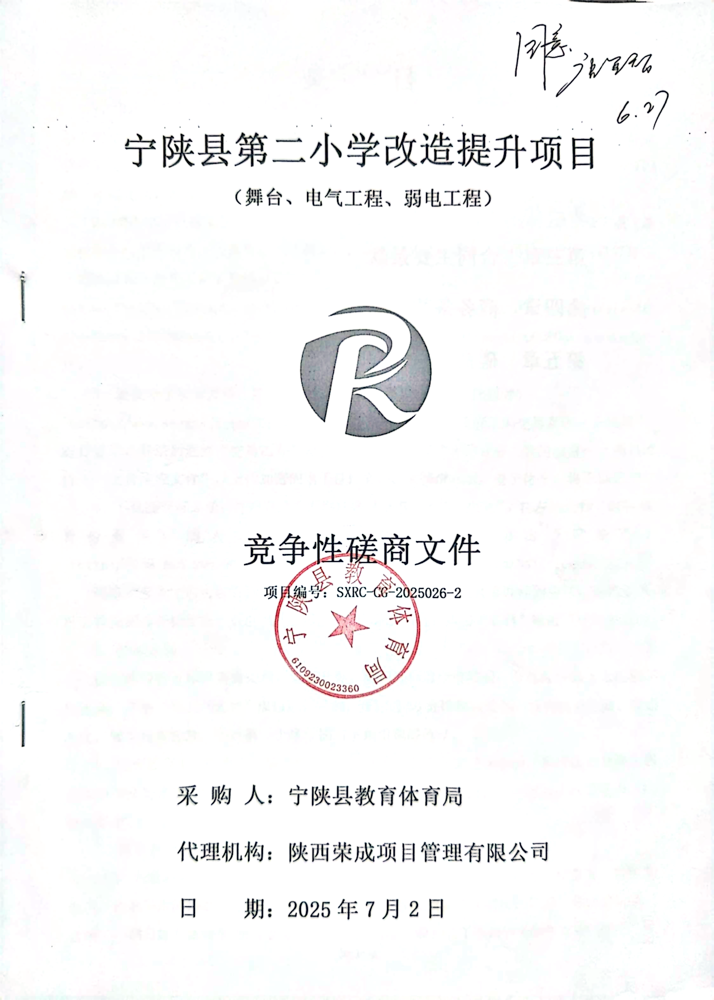 同意.
6.27
宁陕县第二小学改造提升项目
（舞台、电气工程、弱电工程）
竞争性磋商文件
项目编号：SXRC-CG-2025026-2
宁陕县教育体育局
6109230023360
采 购 人：宁陕县教育体育局
代理机构：陕西荣成项目管理有限公司
日 期：2025 年 7 月 2 日